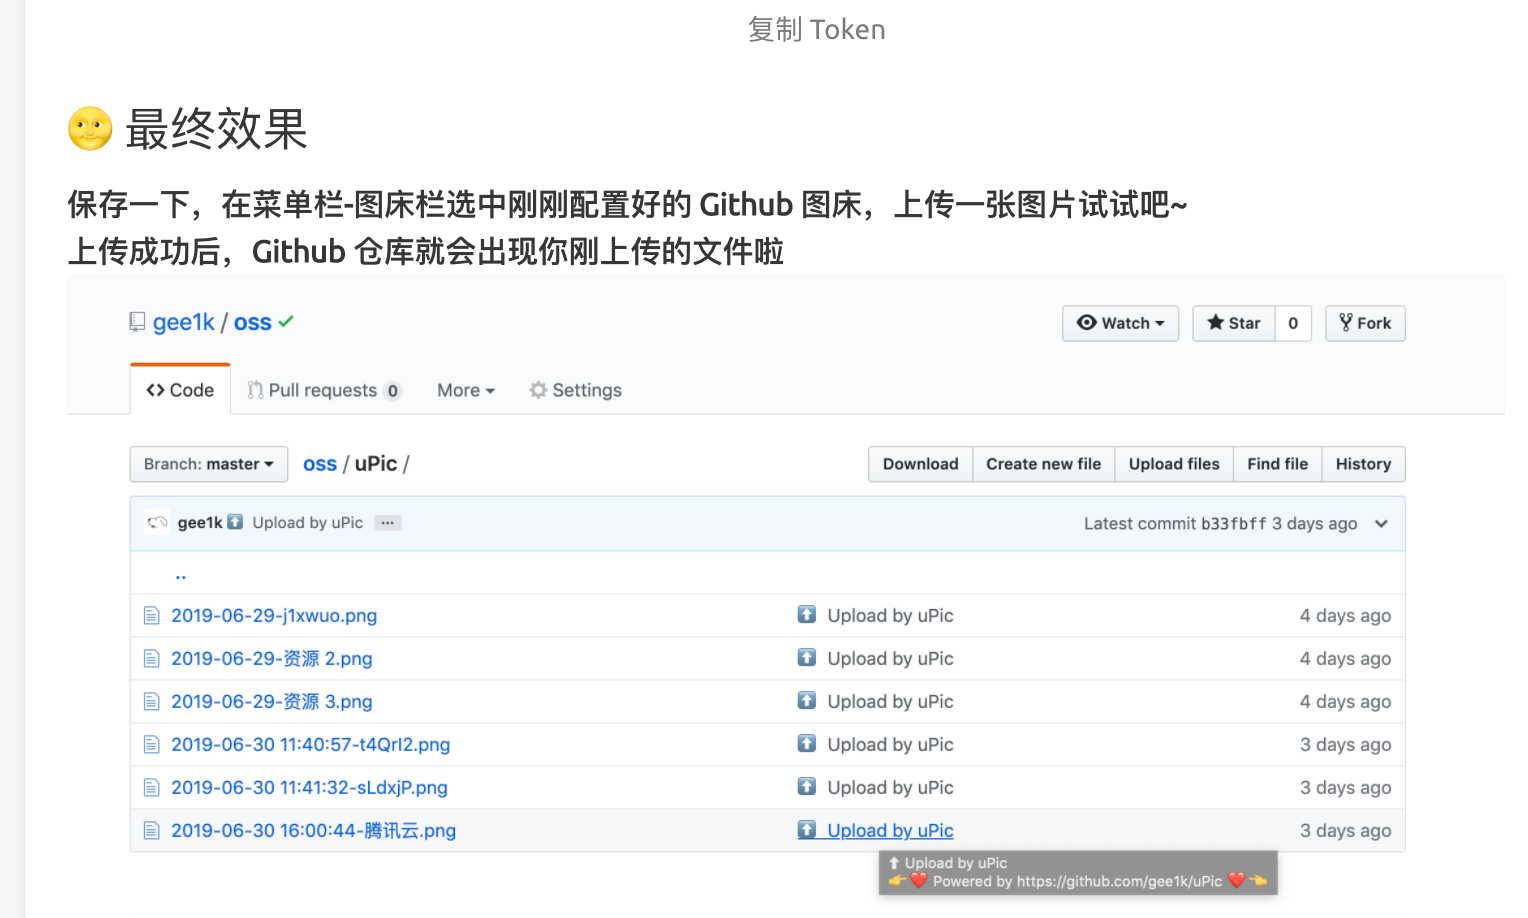 复制 Token
🌝 最终效果
保存一下，在菜单栏-图床栏选中刚刚配置好的 Github 图床，上传一张图片试试吧~
上传成功后，Github 仓库就会出现你刚上传的文件啦
gee1k / oss ✓ Watch Star 0 Fork
<> Code Pull requests 0 More Settings
Branch: master oss / uPic / Download Create new file Upload files Find file History
gee1k ⬆ Upload by uPic ... Latest commit b33fbff 3 days ago
..
2019-06-29-j1xwuo.png ⬆ Upload by uPic 4 days ago
2019-06-29-资源 2.png ⬆ Upload by uPic 4 days ago
2019-06-29-资源 3.png ⬆ Upload by uPic 4 days ago
2019-06-30 11:40:57-t4QrI2.png ⬆ Upload by uPic 3 days ago
2019-06-30 11:41:32-sLdxjP.png ⬆ Upload by uPic 3 days ago
2019-06-30 16:00:44-腾讯云.png ⬆ Upload by uPic 3 days ago
⬆ Upload by uPic
👉❤️ Powered by https://github.com/gee1k/uPic ❤️👈